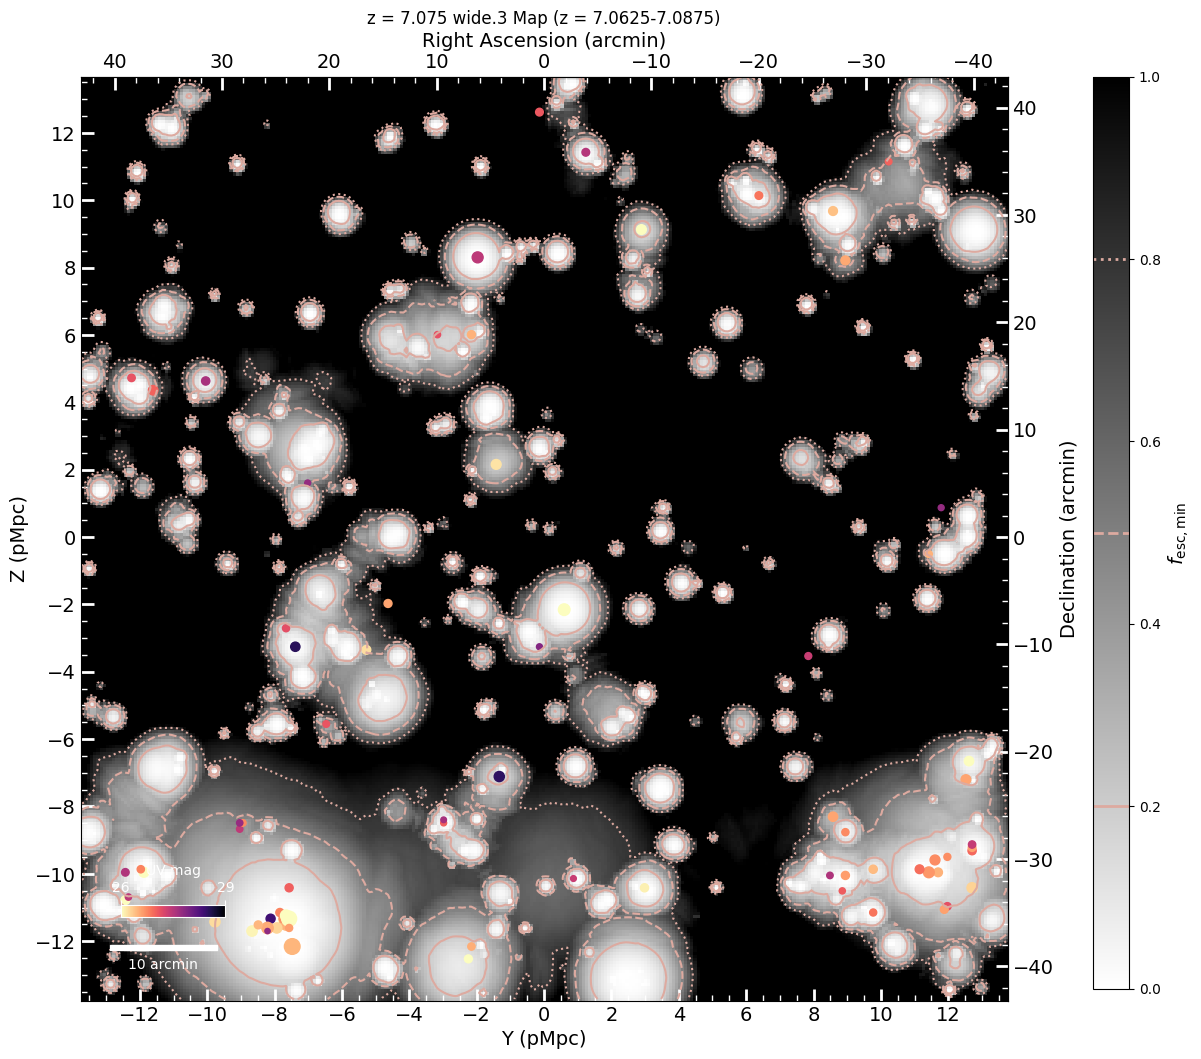 z = 7.075 wide.3 Map (z = 7.0625-7.0875)
Right Ascension (arcmin)
40 30 20 10 0 −10 −20 −30 −40
12 10 8 6 4 2 0 −2 −4 −6 −8 −10 −12
Z (pMpc)
40 30 20 10 0 −10 −20 −30 −40
Declination (arcmin)
1.0 0.8 0.6 0.4 0.2 0.0
f_esc,min
mag
26 29
10 arcmin
−12 −10 −8 −6 −4 −2 0 2 4 6 8 10 12
Y (pMpc)